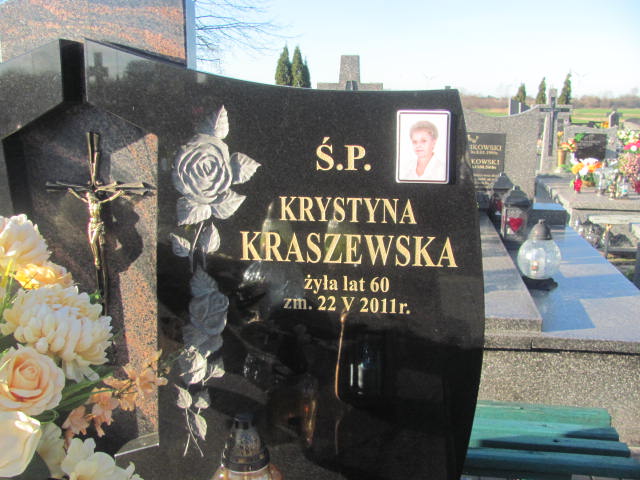 Ś.P.
KRYSTYNA
KRASZEWSKA
żyła lat 60
zm. 22 V 2011r.